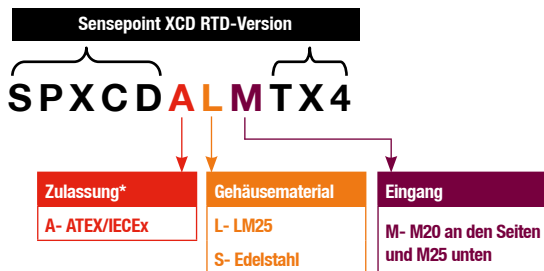 Sensepoint XCD RTD-Version
SPXCDALMTX4
Zulassung*
A- ATEX/IECEx
Gehäusematerial
L- LM25
S- Edelstahl
Eingang
M- M20 an den Seiten
und M25 unten